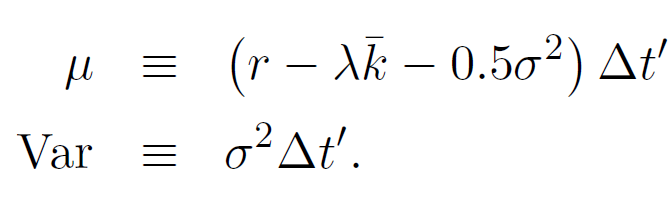 μ ≡ (r − λk̄ − 0.5σ²) Δt′
Var ≡ σ²Δt′.